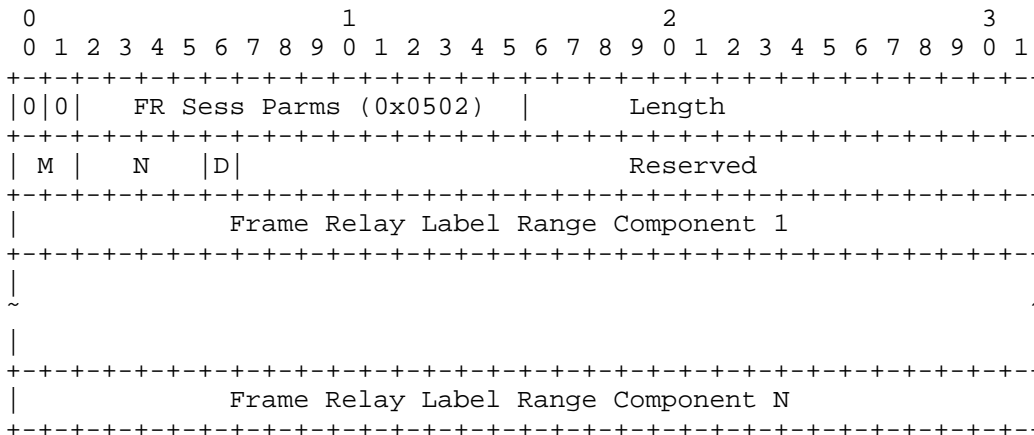 0                   1                   2                   3
 0 1 2 3 4 5 6 7 8 9 0 1 2 3 4 5 6 7 8 9 0 1 2 3 4 5 6 7 8 9 0 1
+-+-+-+-+-+-+-+-+-+-+-+-+-+-+-+-+-+-+-+-+-+-+-+-+-+-+-+-+-+-+-+-
|0|0|   FR Sess Parms (0x0502)  |      Length
+-+-+-+-+-+-+-+-+-+-+-+-+-+-+-+-+-+-+-+-+-+-+-+-+-+-+-+-+-+-+-+-
| M |   N   |D|                        Reserved
+-+-+-+-+-+-+-+-+-+-+-+-+-+-+-+-+-+-+-+-+-+-+-+-+-+-+-+-+-+-+-+-
|             Frame Relay Label Range Component 1
+-+-+-+-+-+-+-+-+-+-+-+-+-+-+-+-+-+-+-+-+-+-+-+-+-+-+-+-+-+-+-+-
|
~                                                               ~
|
+-+-+-+-+-+-+-+-+-+-+-+-+-+-+-+-+-+-+-+-+-+-+-+-+-+-+-+-+-+-+-+-
|             Frame Relay Label Range Component N
+-+-+-+-+-+-+-+-+-+-+-+-+-+-+-+-+-+-+-+-+-+-+-+-+-+-+-+-+-+-+-+-